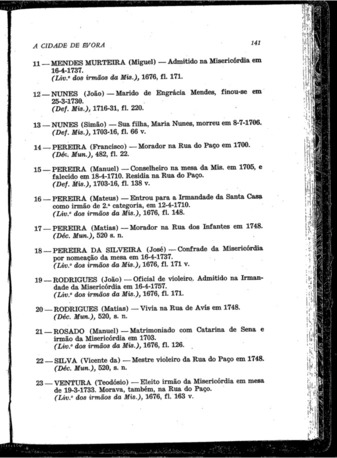 A CIDADE DE EVORA 141
11 — MENDES MURTEIRA (Miguel) — Admitido na Misericórdia em
16-4-1737.
(Liv.º dos irmãos da Mis.), 1676, fl. 171.
12 — NUNES (João) — Marido de Engrácia Mendes, finou-se em
25-3-1730.
(Def. Mis.), 1716-31, fl. 220.
13 — NUNES (Simão) — Sua filha, Maria Nunes, morreu em 8-7-1706.
(Def. Mis.), 1703-16, fl. 66 v.
14 — PEREIRA (Francisco) — Morador na Rua do Paço em 1700.
(Déc. Mun.), 482, fl. 22.
15 — PEREIRA (Manuel) — Conselheiro na mesa da Mis. em 1705, e
falecido em 18-4-1710. Residia na Rua do Paço.
(Def. Mis.), 1703-16, fl. 138 v.
16 — PEREIRA (Mateus) — Entrou para a Irmandade da Santa Casa
como irmão de 2.ª categoria, em 12-4-1710.
(Liv.º dos irmãos da Mis.), 1676, fl. 148.
17 — PEREIRA (Matias) — Morador na Rua dos Infantes em 1748.
(Déc. Mun.), 520 s. n.
18 — PEREIRA DA SILVEIRA (José) — Confrade da Misericórdia
por nomeação da mesa em 16-4-1737.
(Liv.º dos irmãos da Mis.), 1676, fl. 171 v.
19 — RODRIGUES (João) — Oficial de violeiro. Admitido na Irman-
dade da Misericórdia em 16-4-1757.
(Liv.º dos irmãos da Mis.), 1676, fl. 171.
20 — RODRIGUES (Matias) — Vivia na Rua de Avis em 1748.
(Déc. Mun.), 520, s. n.
21 — ROSADO (Manuel) — Matrimoniado com Catarina de Sena e
irmão da Misericórdia em 1703.
(Liv.º dos irmãos da Mis.), 1676, fl. 126.
22 — SILVA (Vicente da) — Mestre violeiro da Rua do Paço em 1748.
(Déc. Mun.), 520, s. n.
23 — VENTURA (Teodósio) — Eleito irmão da Misericórdia em mesa
de 19-3-1733. Morava, também, na Rua do Paço.
(Liv.º dos irmãos da Mis.), 1676, fl. 163 v.